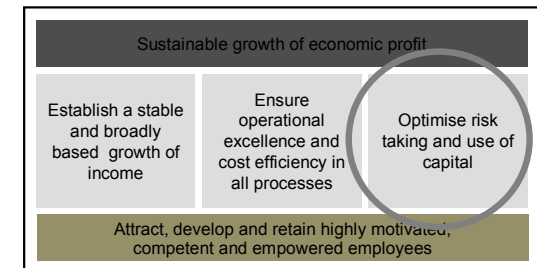 Sustainable growth of economic profit
Establish a stable
and broadly
based growth of
income
Ensure
operational
excellence and
cost efficiency in
all processes
Optimise risk
taking and use of
capital
Attract, develop and retain highly motivated,
competent and empowered employees